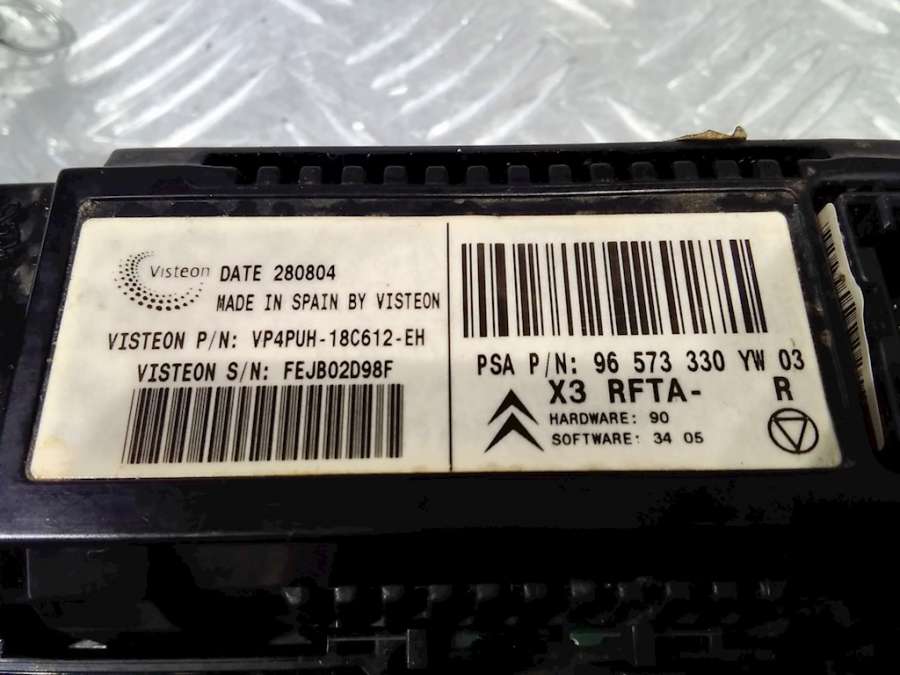 Visteon
DATE 280804
MADE IN SPAIN BY VISTEON
VISTEON P/N: VP4PUH-18C612-EH
VISTEON S/N: FEJB02D98F
PSA P/N: 96 573 330 YW 03
X3 RFTA- R
HARDWARE: 90
SOFTWARE: 34 05